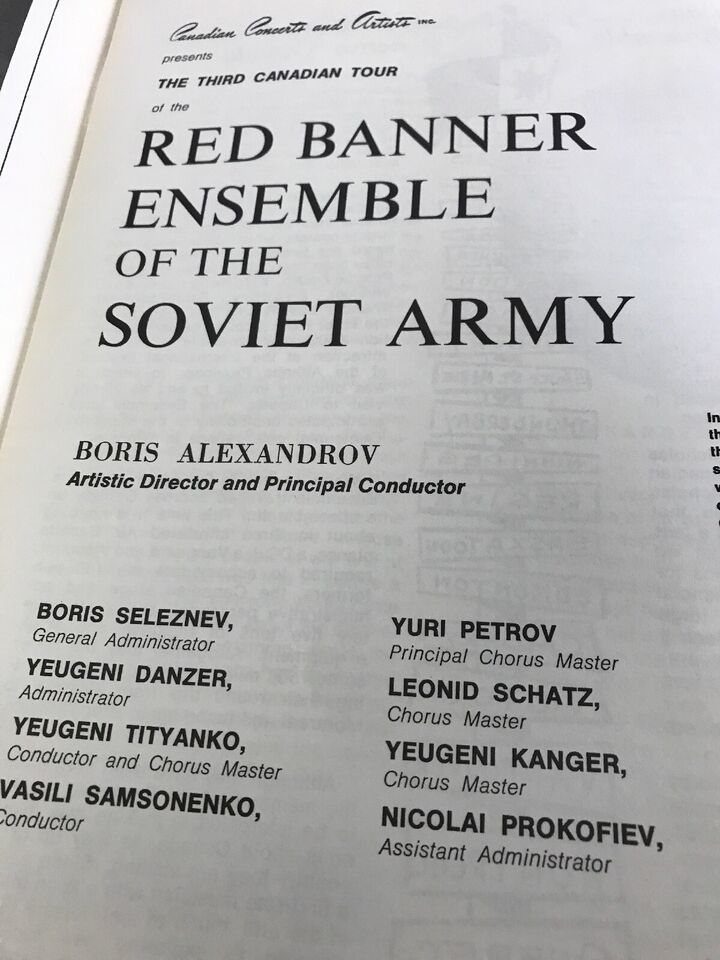 Canadian Concerts and Artists INC.
presents
THE THIRD CANADIAN TOUR
of the
RED BANNER
ENSEMBLE
OF THE
SOVIET ARMY
BORIS ALEXANDROV
Artistic Director and Principal Conductor
BORIS SELEZNEV,
General Administrator
YEUGENI DANZER,
Administrator
YEUGENI TITYANKO,
Conductor and Chorus Master
VASILI SAMSONENKO,
Conductor
YURI PETROV
Principal Chorus Master
LEONID SCHATZ,
Chorus Master
YEUGENI KANGER,
Chorus Master
NICOLAI PROKOFIEV,
Assistant Administrator
In